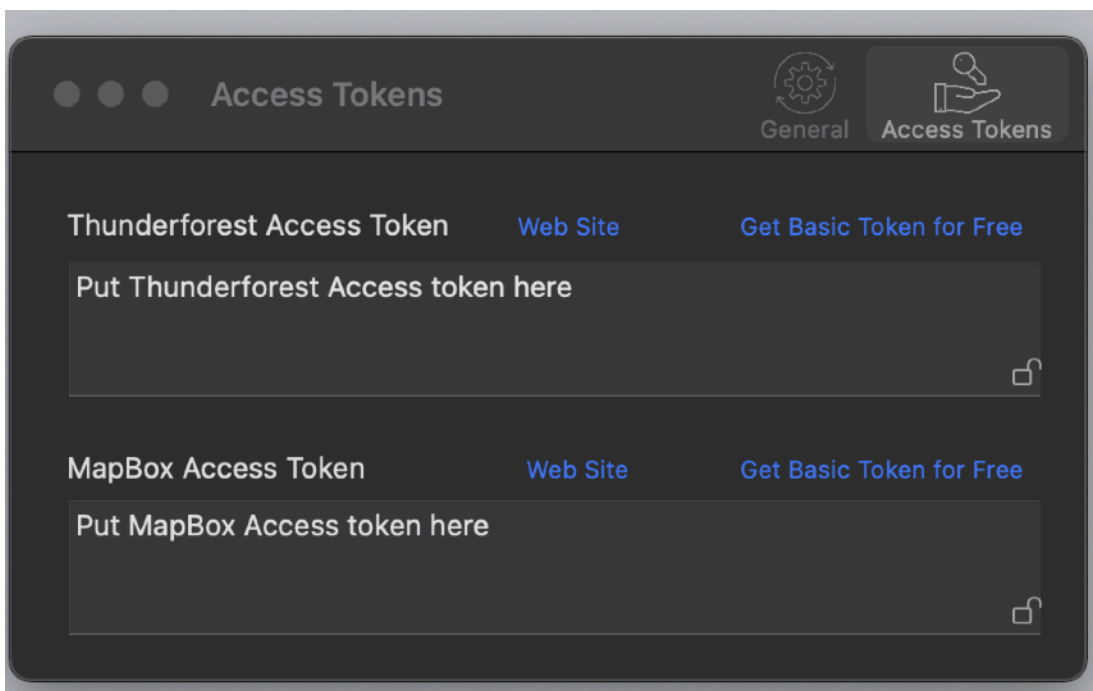 Access Tokens
General
Access Tokens
Thunderforest Access Token Web Site Get Basic Token for Free
Put Thunderforest Access token here
MapBox Access Token Web Site Get Basic Token for Free
Put MapBox Access token here